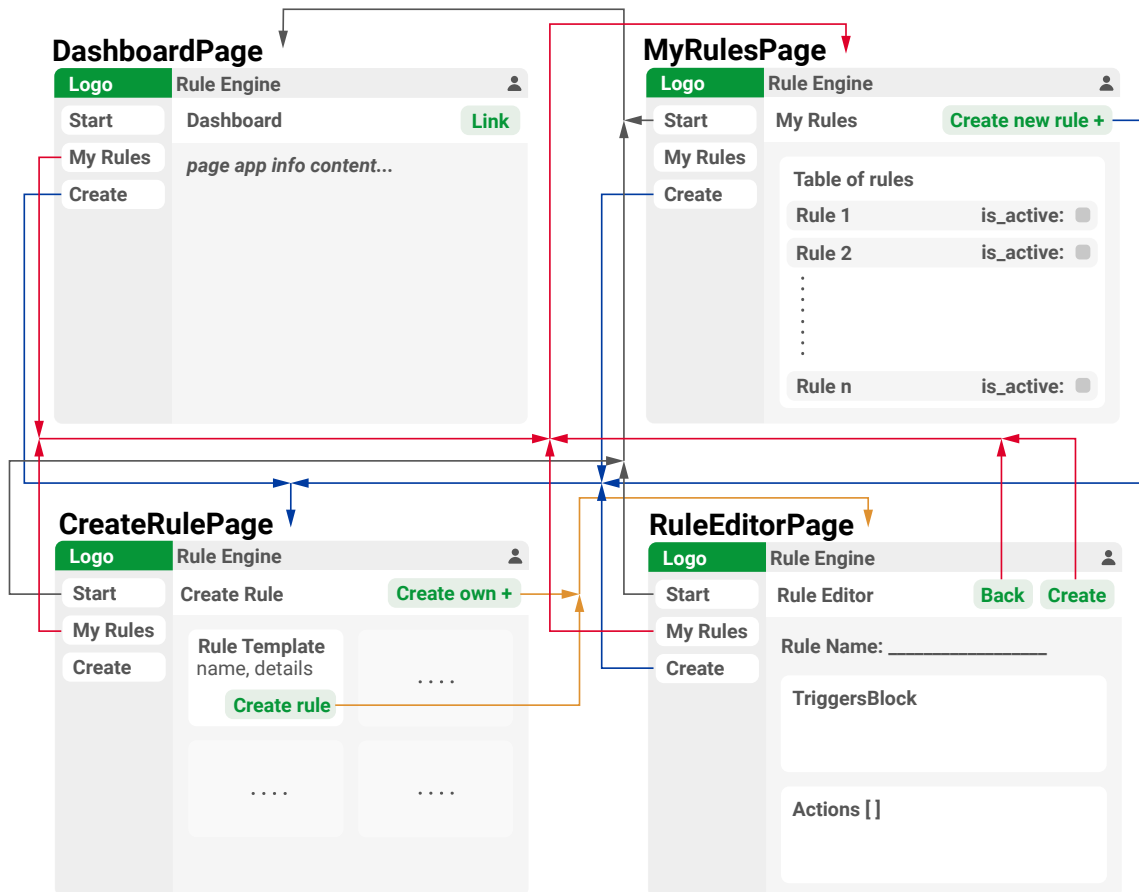 DashboardPage
Logo
Rule Engine
Start
Dashboard
Link
My Rules
page app info content...
Create
MyRulesPage
Logo
Rule Engine
Start
My Rules
Create new rule +
My Rules
Create
Table of rules
Rule 1 is_active:
Rule 2 is_active:
Rule n is_active:
CreateRulePage
Logo
Rule Engine
Start
Create Rule
Create own +
My Rules
Create
Rule Template
name, details
Create rule
. . . .
. . . .
. . . .
RuleEditorPage
Logo
Rule Engine
Start
Rule Editor
Back
Create
My Rules
Create
Rule Name: __________________
TriggersBlock
Actions [ ]